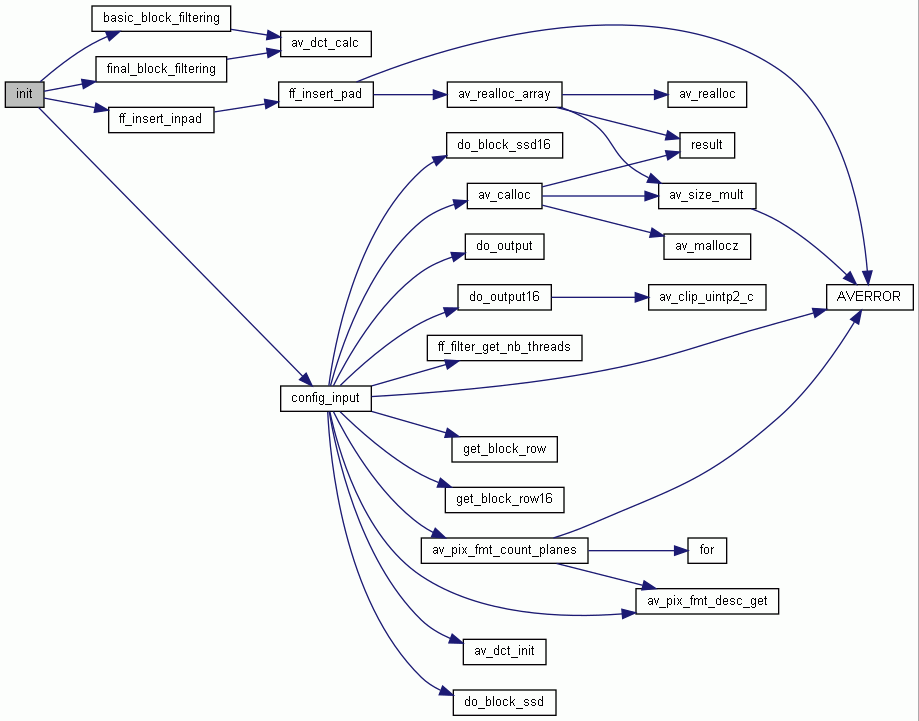 basic_block_filtering
av_dct_calc
final_block_filtering
init
ff_insert_pad
av_realloc_array
av_realloc
ff_insert_inpad
do_block_ssd16
result
av_calloc
av_size_mult
do_output
av_mallocz
do_output16
av_clip_uintp2_c
AVERROR
ff_filter_get_nb_threads
config_input
get_block_row
get_block_row16
av_pix_fmt_count_planes
for
av_pix_fmt_desc_get
av_dct_init
do_block_ssd